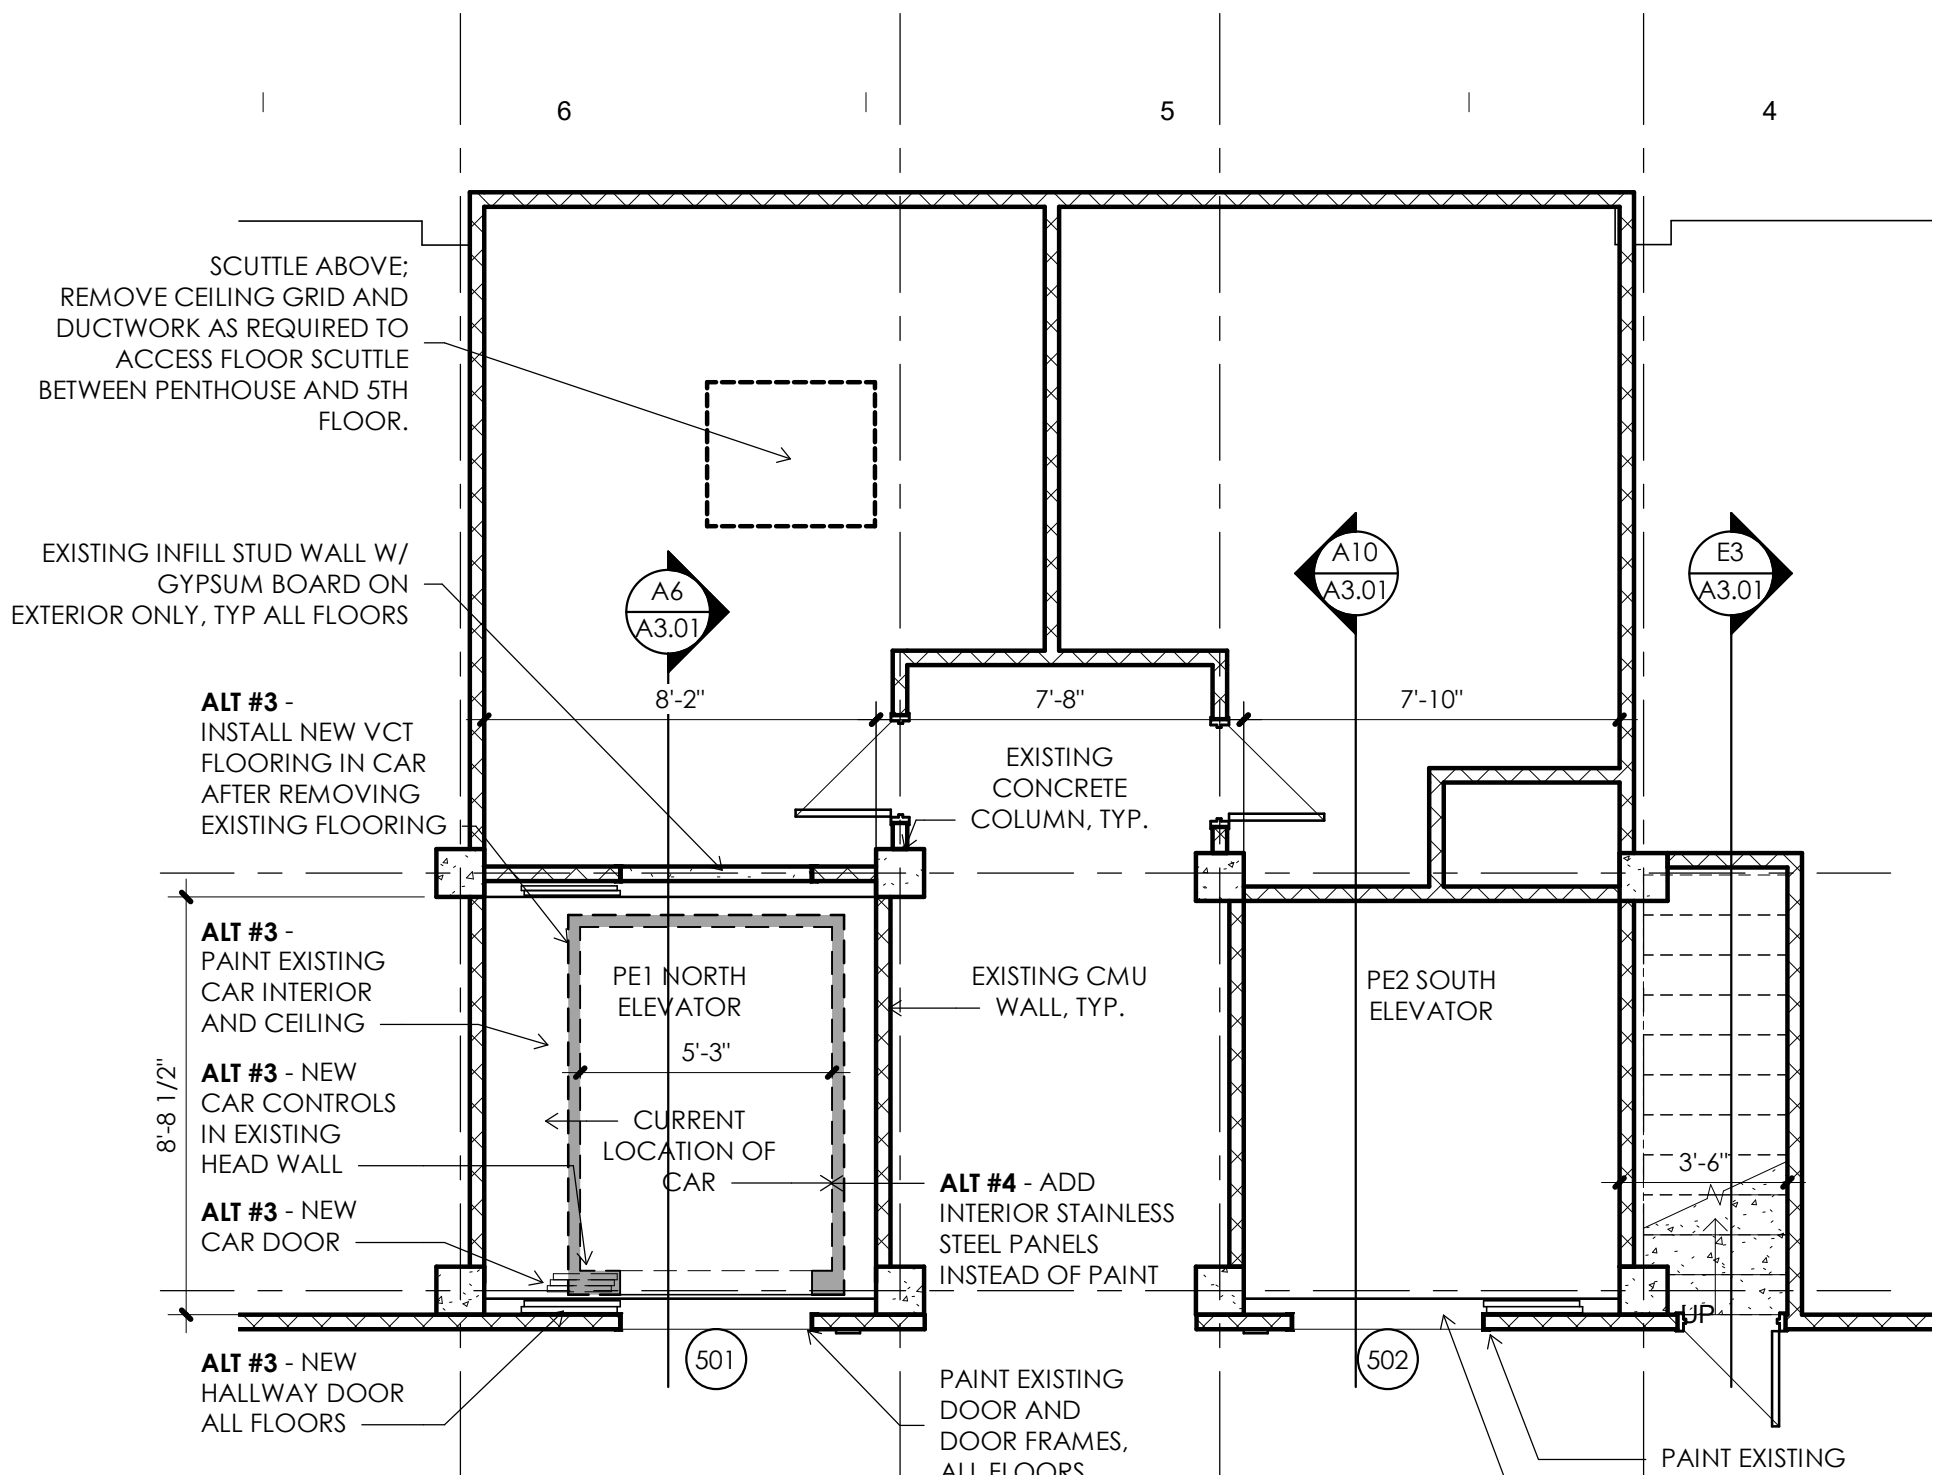 6
5
4
SCUTTLE ABOVE;
REMOVE CEILING GRID AND
DUCTWORK AS REQUIRED TO
ACCESS FLOOR SCUTTLE
BETWEEN PENTHOUSE AND 5TH
FLOOR.
EXISTING INFILL STUD WALL W/
GYPSUM BOARD ON
EXTERIOR ONLY, TYP ALL FLOORS
A6
A3.01
A10
A3.01
E3
A3.01
8'-2"
7'-8"
7'-10"
ALT #3 -
INSTALL NEW VCT
FLOORING IN CAR
AFTER REMOVING
EXISTING FLOORING
EXISTING
CONCRETE
COLUMN, TYP.
ALT #3 -
PAINT EXISTING
CAR INTERIOR
AND CEILING
PE1 NORTH
ELEVATOR
5'-3"
EXISTING CMU
WALL, TYP.
PE2 SOUTH
ELEVATOR
8'-8 1/2"
ALT #3 - NEW
CAR CONTROLS
IN EXISTING
HEAD WALL
CURRENT
LOCATION OF
CAR
3'-6"
ALT #3 - NEW
CAR DOOR
ALT #4 - ADD
INTERIOR STAINLESS
STEEL PANELS
INSTEAD OF PAINT
UP
ALT #3 - NEW
HALLWAY DOOR
ALL FLOORS
501
502
PAINT EXISTING
DOOR AND
DOOR FRAMES,
ALL FLOORS
PAINT EXISTING